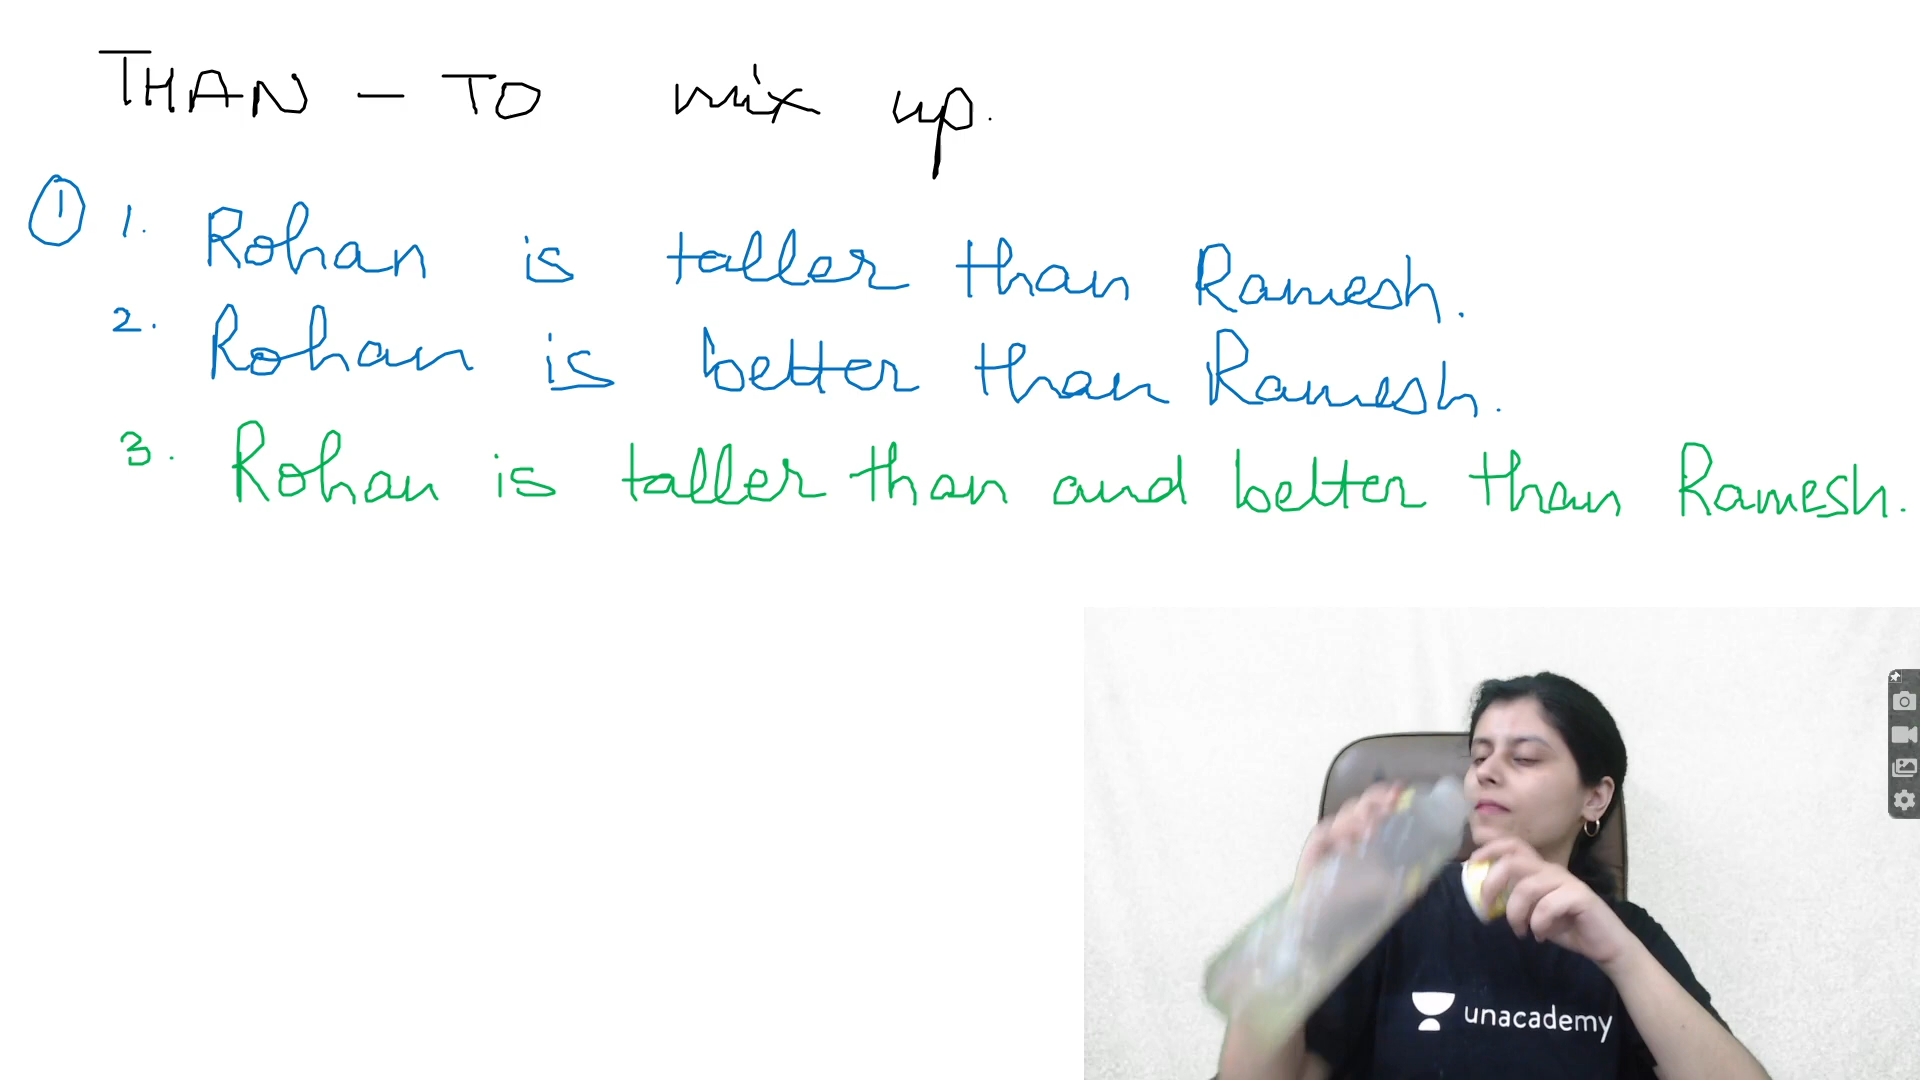 THAN - TO mix up.
① 1. Rohan is taller than Ramesh.
2. Rohan is better than Ramesh.
3. Rohan is taller than and better than Ramesh.
unacademy